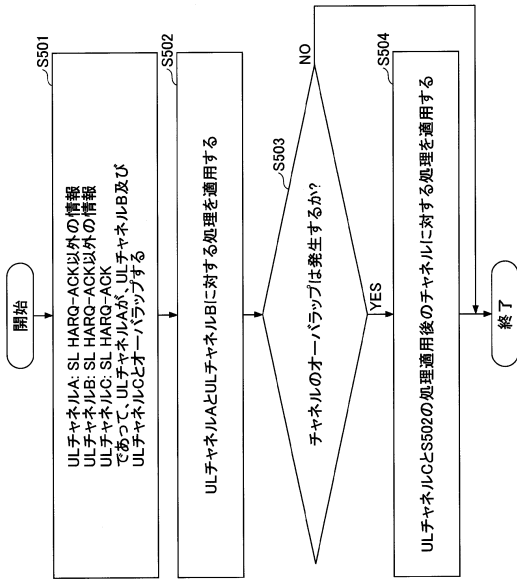 開始
S501
ULチャネルA: SL HARQ-ACK以外の情報
ULチャネルB: SL HARQ-ACK以外の情報
ULチャネルC: SL HARQ-ACK
であって、ULチャネルAが、ULチャネルB及び
ULチャネルCとオーバラップする
S502
ULチャネルAとULチャネルBに対する処理を適用する
S503
チャネルのオーバラップは発生するか?
NO
YES
S504
ULチャネルCとS502の処理適用後のチャネルに対する処理を適用する
終了